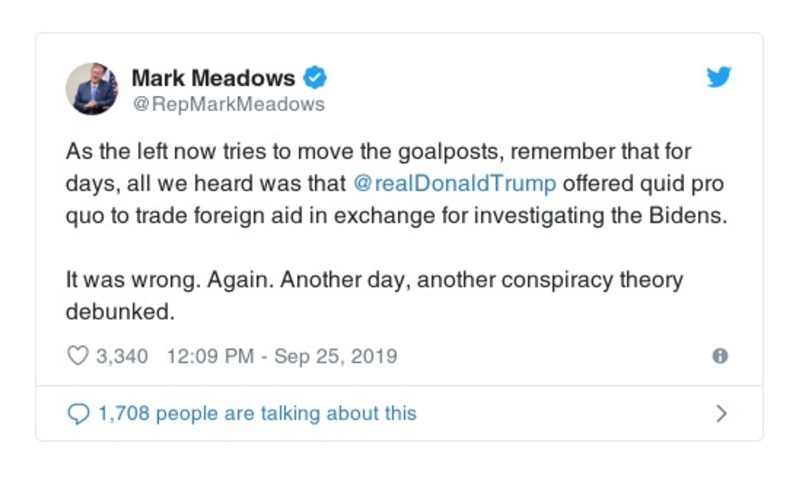 Mark Meadows
@RepMarkMeadows
As the left now tries to move the goalposts, remember that for
days, all we heard was that @realDonaldTrump offered quid pro
quo to trade foreign aid in exchange for investigating the Bidens.
It was wrong. Again. Another day, another conspiracy theory
debunked.
3,340 12:09 PM - Sep 25, 2019
1,708 people are talking about this